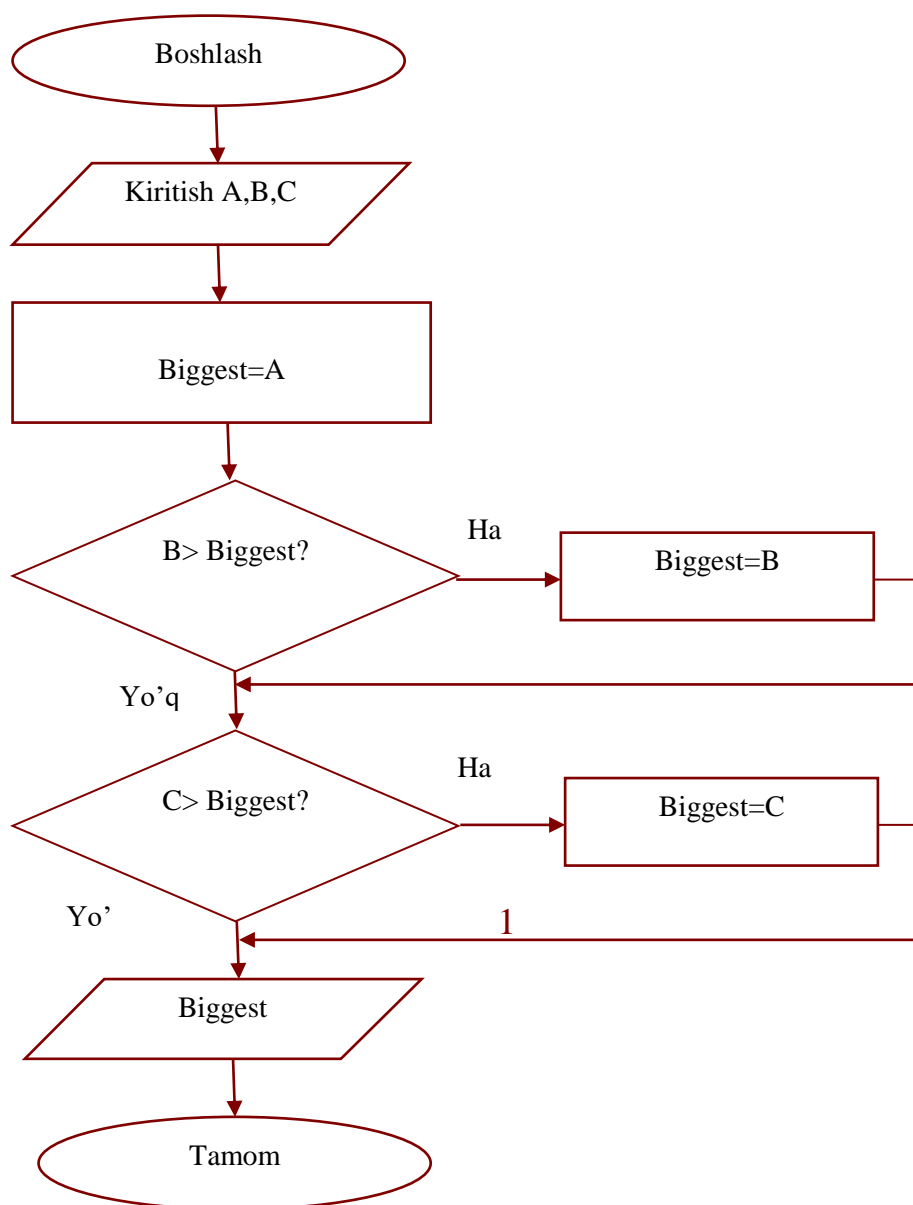 Boshlash
Kiritish A,B,C
Biggest=A
B> Biggest?
Ha
Biggest=B
Yo’q
C> Biggest?
Ha
Biggest=C
Yo’
1
Biggest
Tamom